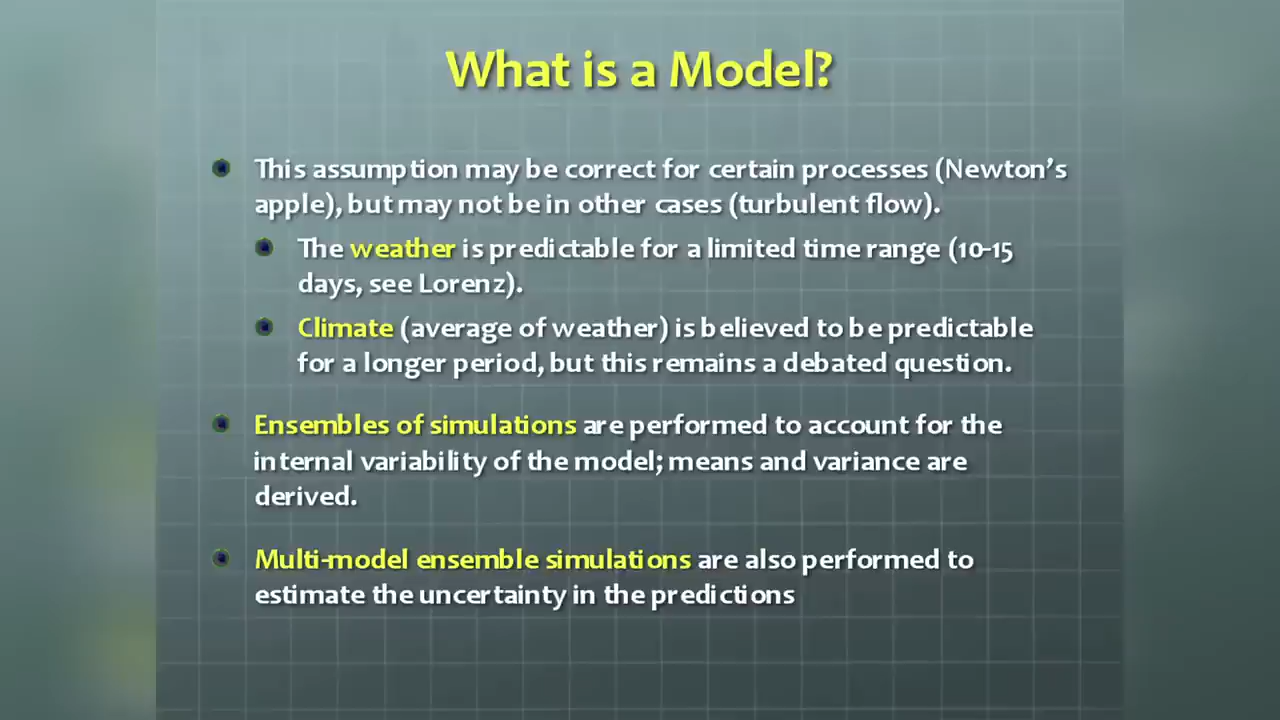 What is a Model?
This assumption may be correct for certain processes (Newton’s
apple), but may not be in other cases (turbulent flow).
The weather is predictable for a limited time range (10-15
days, see Lorenz).
Climate (average of weather) is believed to be predictable
for a longer period, but this remains a debated question.
Ensembles of simulations are performed to account for the
internal variability of the model; means and variance are
derived.
Multi-model ensemble simulations are also performed to
estimate the uncertainty in the predictions